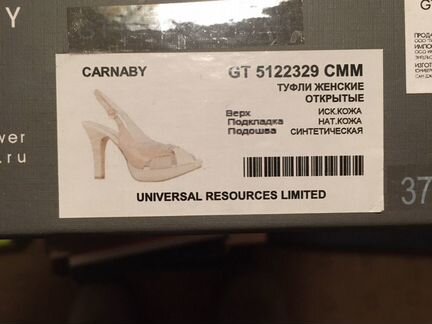 Y
CARNABY GT 5122329 CMM
ТУФЛИ ЖЕНСКИЕ
ОТКРЫТЫЕ
Верх ИСК.КОЖА
Подкладка НАТ.КОЖА
Подошва СИНТЕТИЧЕСКАЯ
UNIVERSAL RESOURCES LIMITED
.ru
37